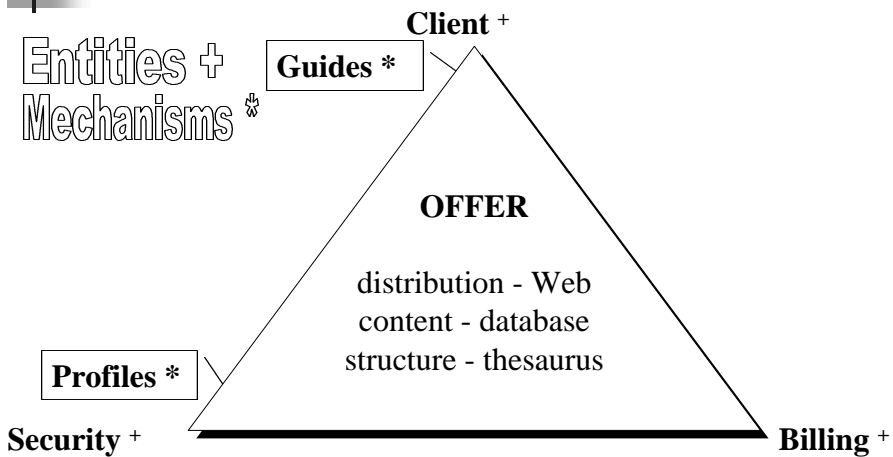 Client +
Entities +
Mechanisms *
Guides *
OFFER
distribution - Web
content - database
structure - thesaurus
Profiles *
Security +
Billing +